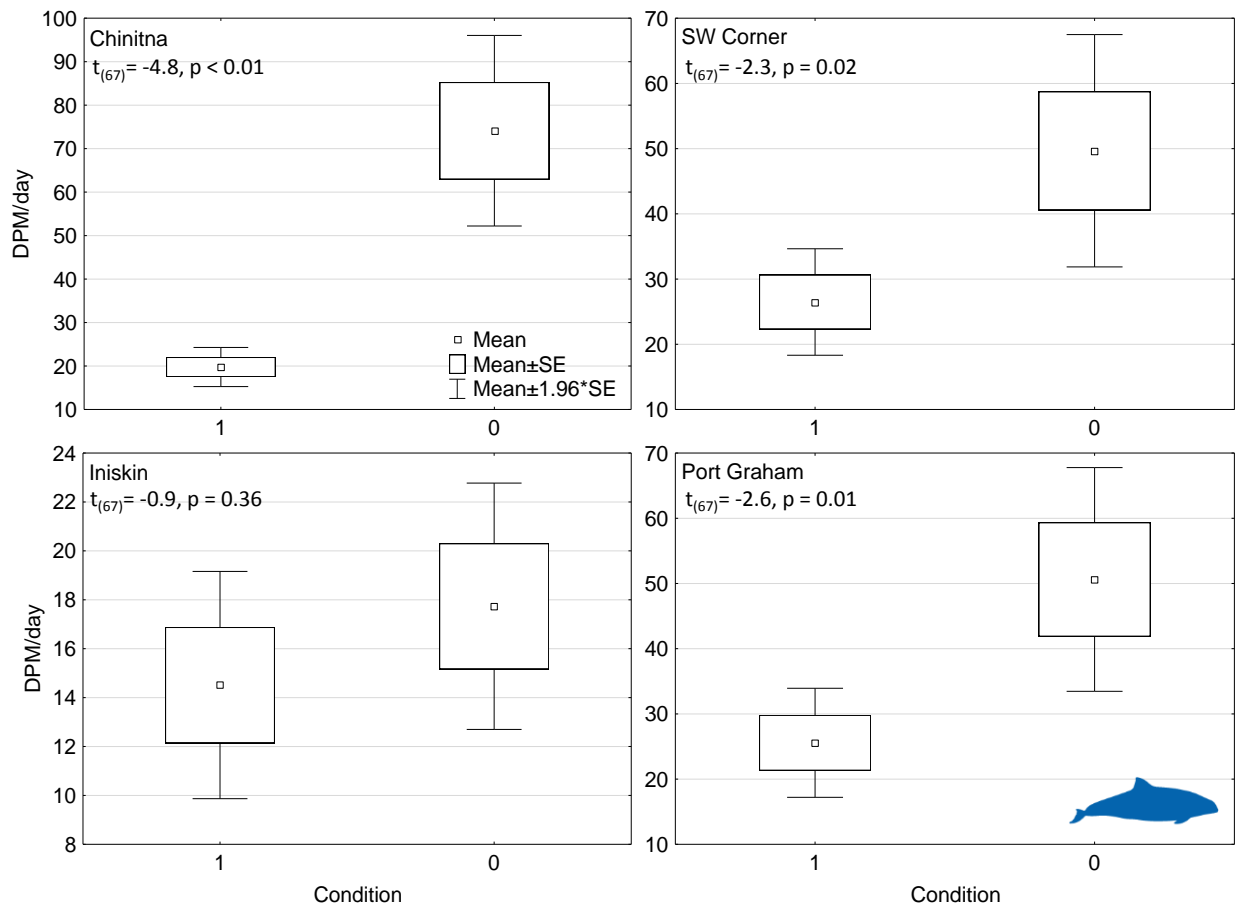 Chinitna
t(67)= -4.8, p < 0.01
DPM/day
100
90
80
70
60
50
40
30
20
10
Mean
Mean±SE
Mean±1.96*SE
1 0
SW Corner
t(67)= -2.3, p = 0.02
70
60
50
40
30
20
10
1 0
Iniskin
t(67)= -0.9, p = 0.36
DPM/day
24
22
20
18
16
14
12
10
8
1 0
Condition
Port Graham
t(67)= -2.6, p = 0.01
70
60
50
40
30
20
10
1 0
Condition